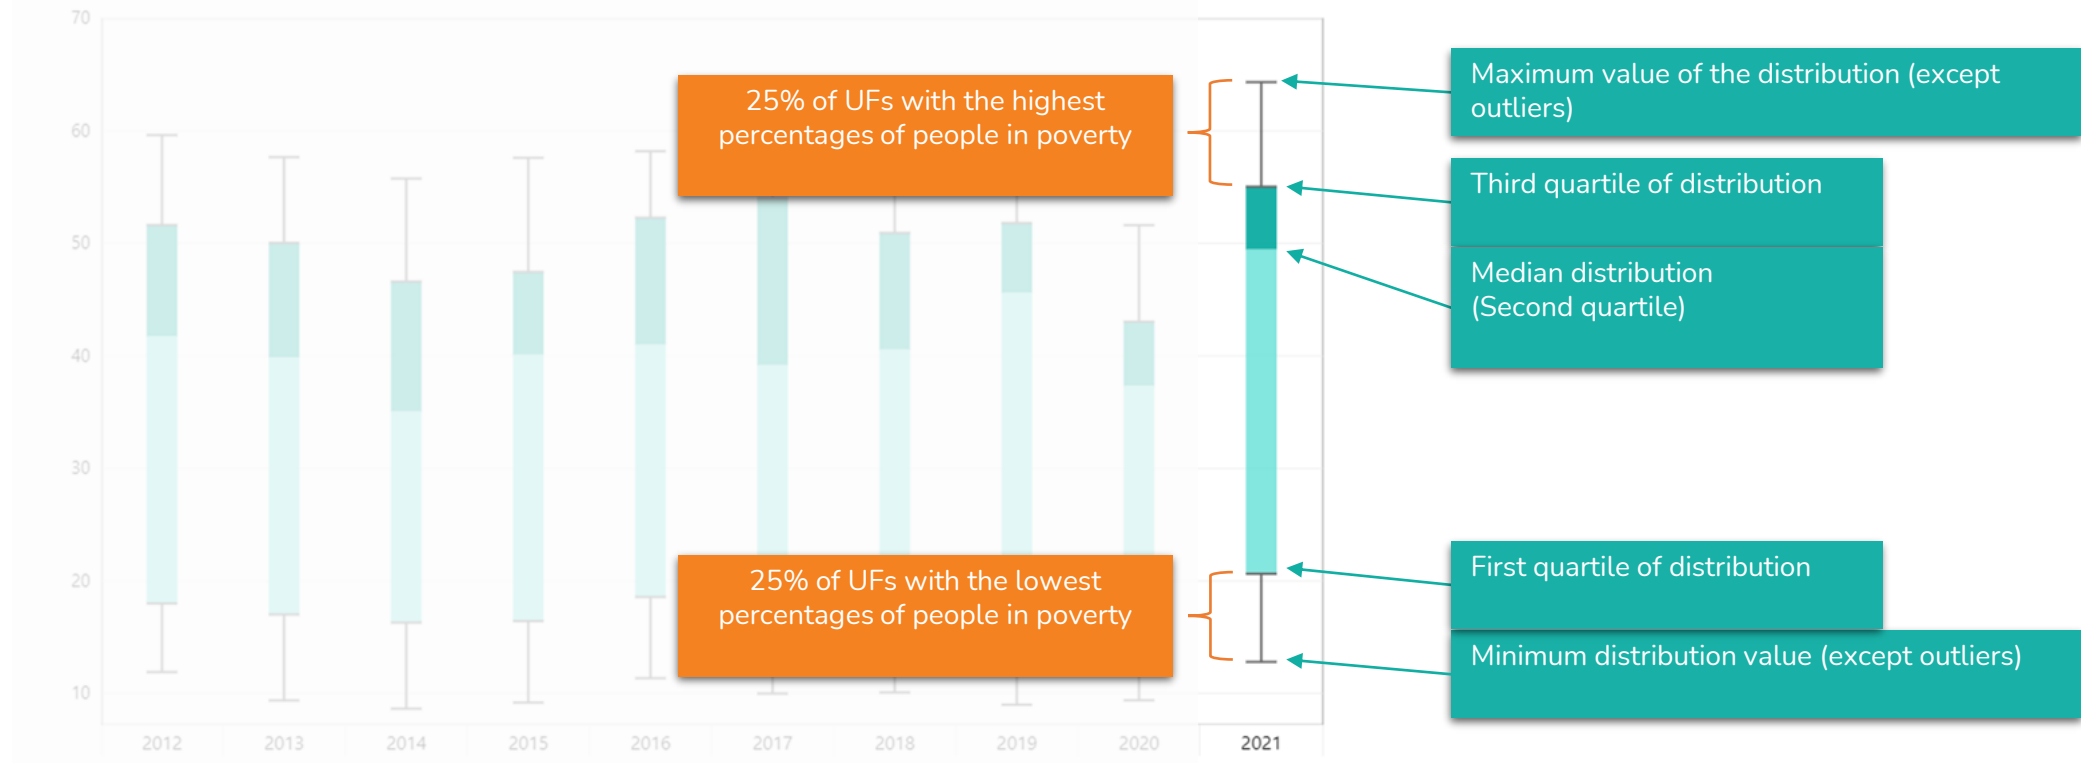 70
60
50
40
30
20
10
2012
2013
2014
2015
2016
2017
2018
2019
2020
2021
25% of UFs with the highest
percentages of people in poverty
25% of UFs with the lowest
percentages of people in poverty
Maximum value of the distribution (except
outliers)
Third quartile of distribution
Median distribution
(Second quartile)
First quartile of distribution
Minimum distribution value (except outliers)